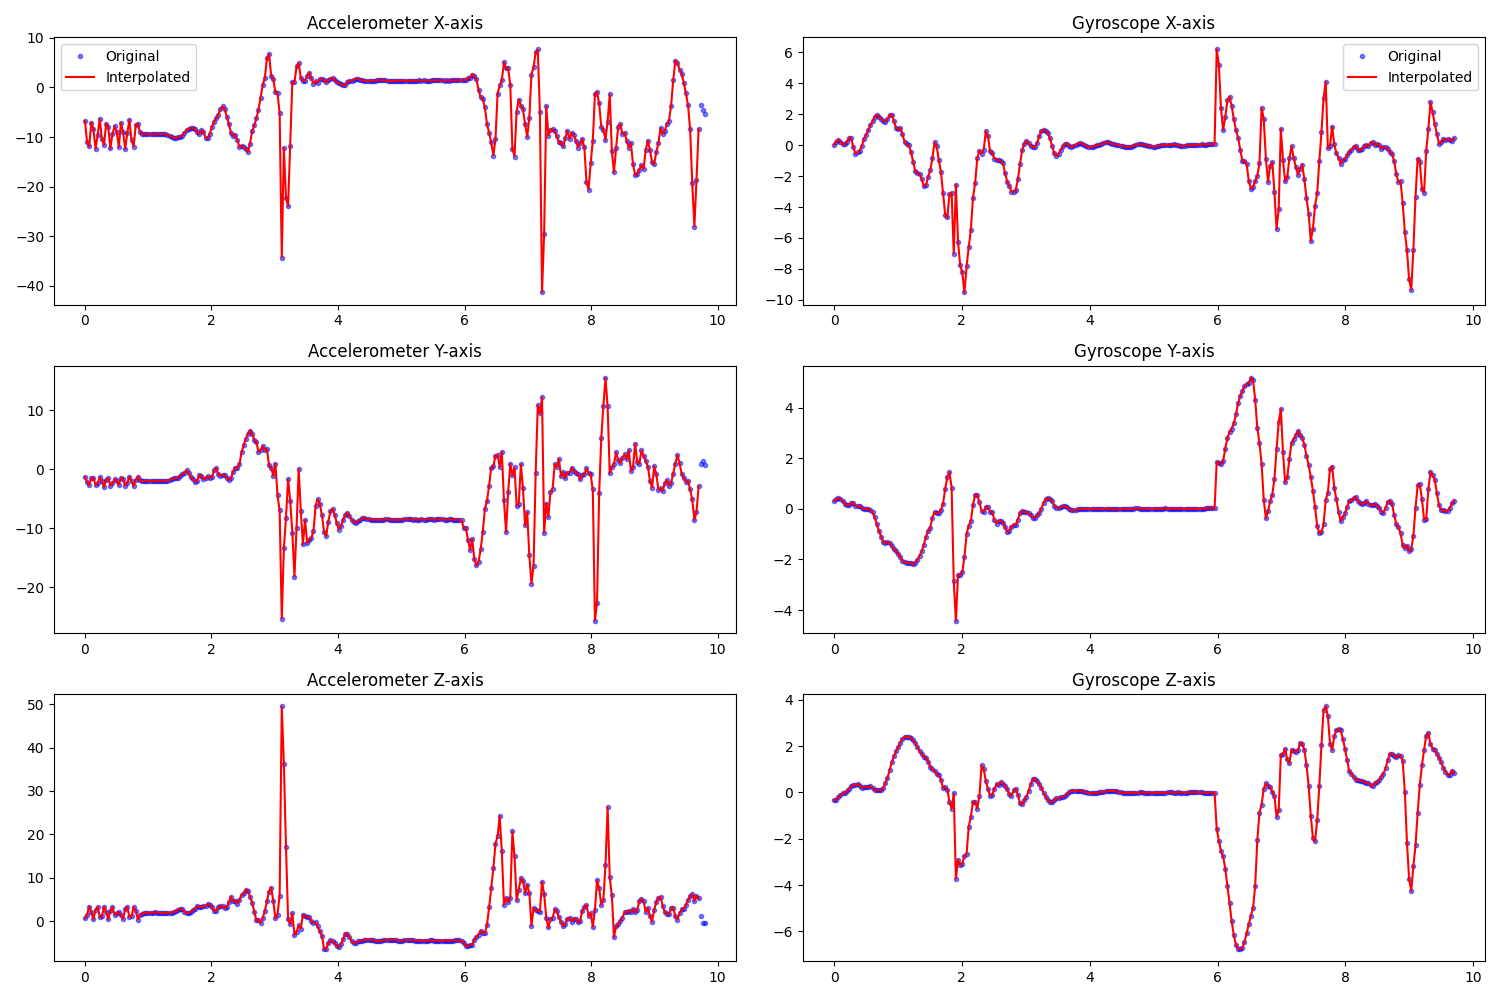 Accelerometer X-axis
10
0
−10
−20
−30
−40
0 2 4 6 8 10
Original
Interpolated
Gyroscope X-axis
6
4
2
0
−2
−4
−6
−8
−10
0 2 4 6 8 10
Original
Interpolated
Accelerometer Y-axis
10
0
−10
−20
0 2 4 6 8 10
Gyroscope Y-axis
4
2
0
−2
−4
0 2 4 6 8 10
Accelerometer Z-axis
50
40
30
20
10
0
0 2 4 6 8 10
Gyroscope Z-axis
4
2
0
−2
−4
−6
0 2 4 6 8 10